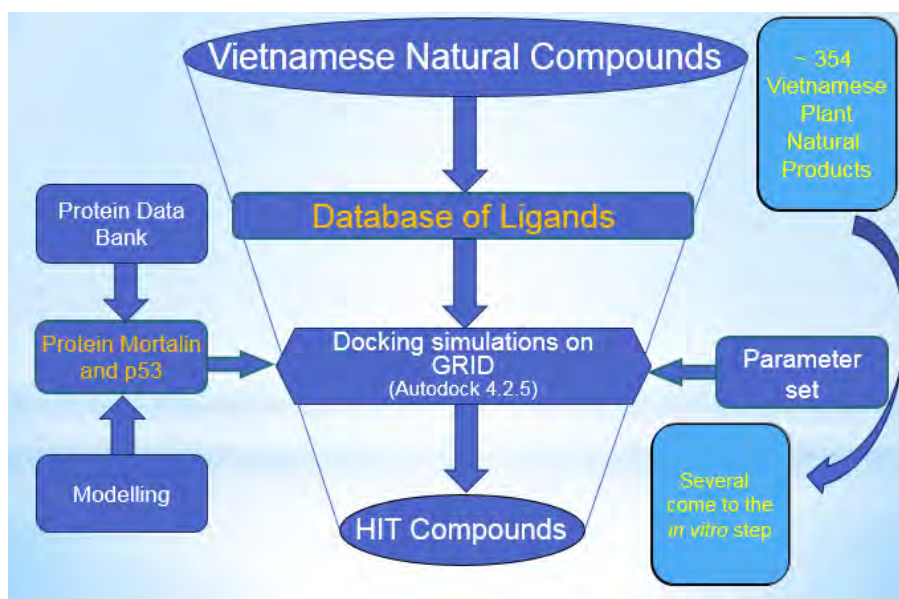 Vietnamese Natural Compounds
~ 354
Vietnamese
Plant
Natural
Products
Database of Ligands
Protein Data
Bank
Protein Mortalin
and p53
Docking simulations on
GRID
(Autodock 4.2.5)
Parameter
set
Modelling
HIT Compounds
Several
come to the
in vitro step